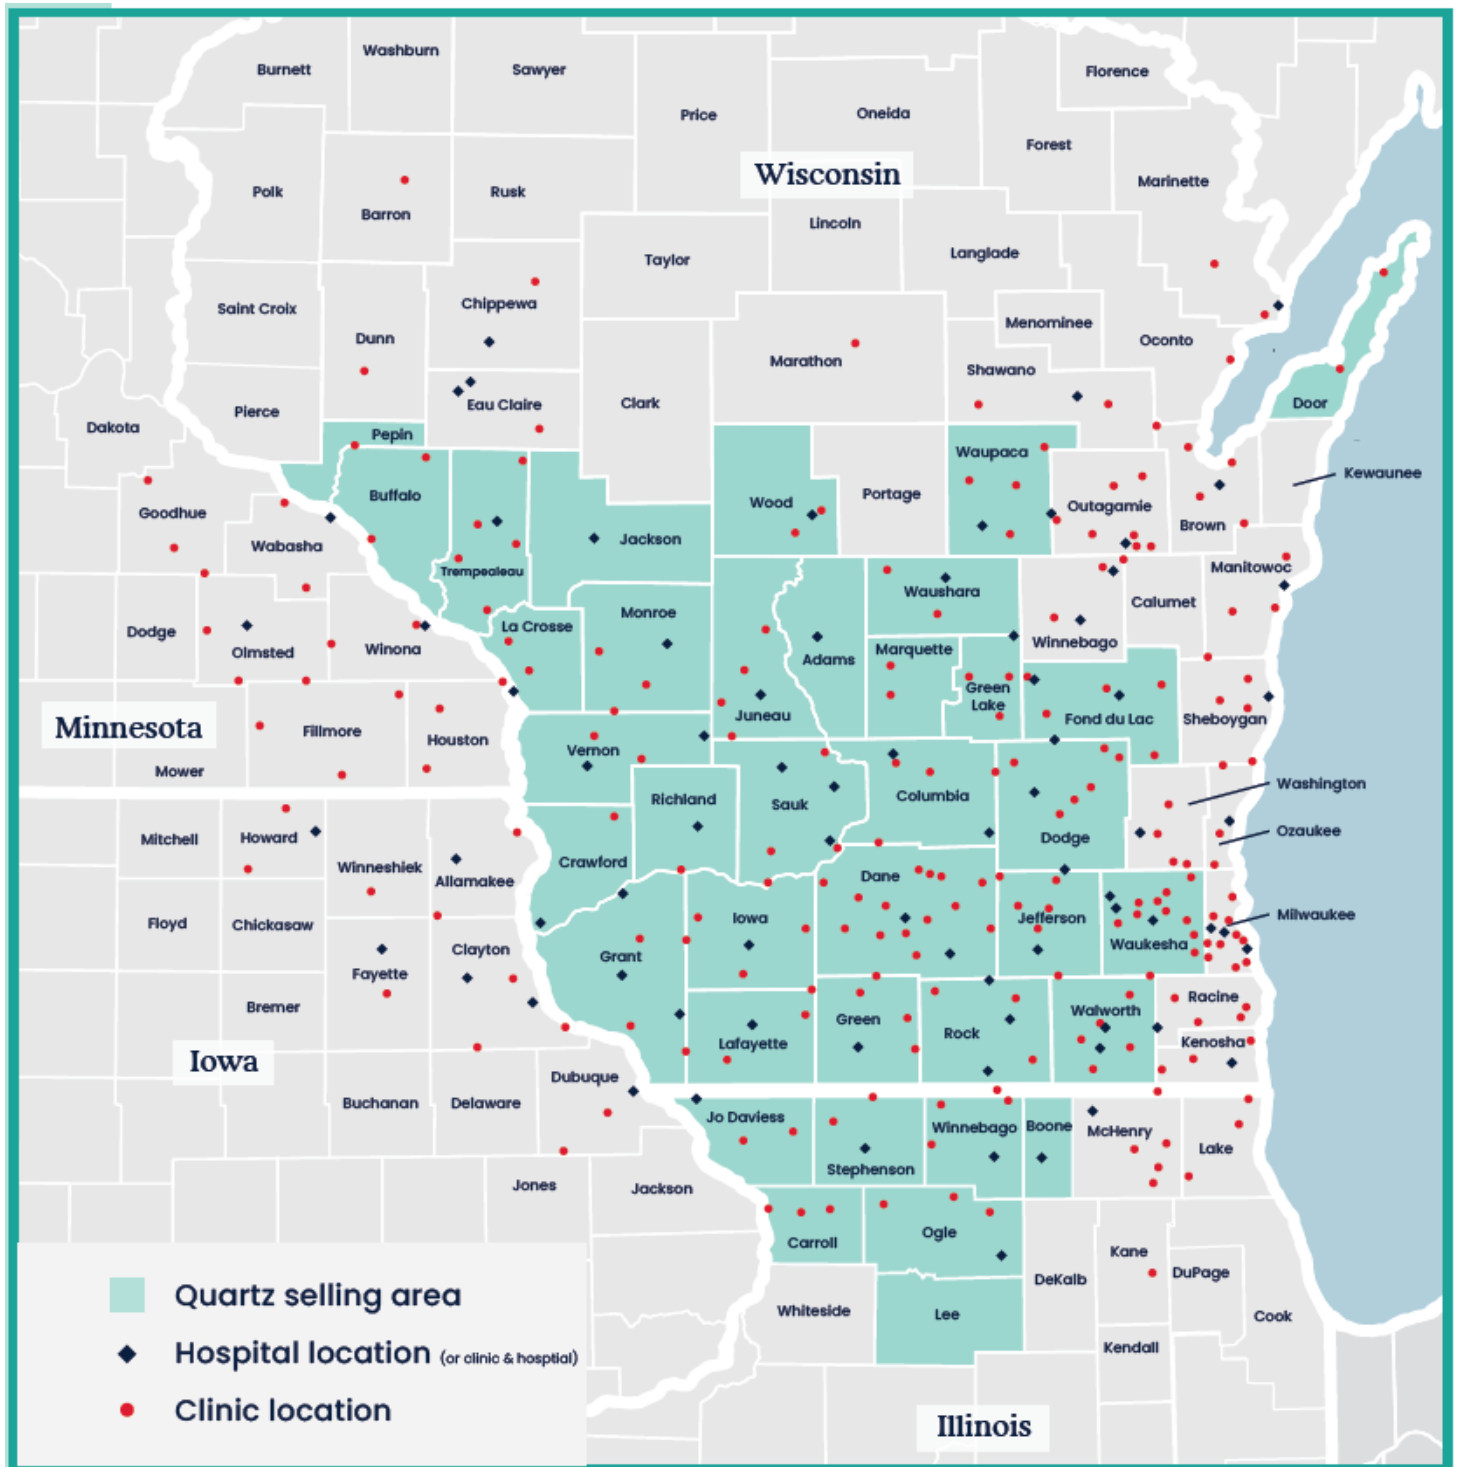 Washburn
Burnett
Sawyer
Florence
Price
Oneida
Forest
Wisconsin
Marinette
Polk
Rusk
Barron
Lincoln
Langlade
Taylor
Chippewa
Saint Croix
Menominee
Dunn
Oconto
Marathon
Shawano
Pierce
Eau Claire
Clark
Door
Dakota
Pepin
Waupaca
Kewaunee
Buffalo
Wood
Portage
Outagamie
Goodhue
Brown
Jackson
Wabasha
Manitowoc
Trempealeau
Waushara
Calumet
Monroe
La Crosse
Dodge
Winnebago
Olmsted
Winona
Marquette
Adams
Green
Lake
Juneau
Fond du Lac
Sheboygan
Minnesota
Fillmore
Houston
Vernon
Mower
Washington
Richland
Sauk
Columbia
Ozaukee
Mitchell
Howard
Dodge
Crawford
Winneshiek
Allamakee
Dane
Milwaukee
Iowa
Jefferson
Floyd
Chickasaw
Waukesha
Clayton
Grant
Fayette
Racine
Bremer
Walworth
Green
Rock
Lafayette
Kenosha
Iowa
Dubuque
Buchanan
Delaware
Jo Daviess
Winnebago
Boone
McHenry
Lake
Stephenson
Jones
Jackson
Ogle
Carroll
Kane
DuPage
DeKalb
Whiteside
Lee
Cook
Kendall
Illinois
Quartz selling area
Hospital location (or clinic & hosptial)
Clinic location